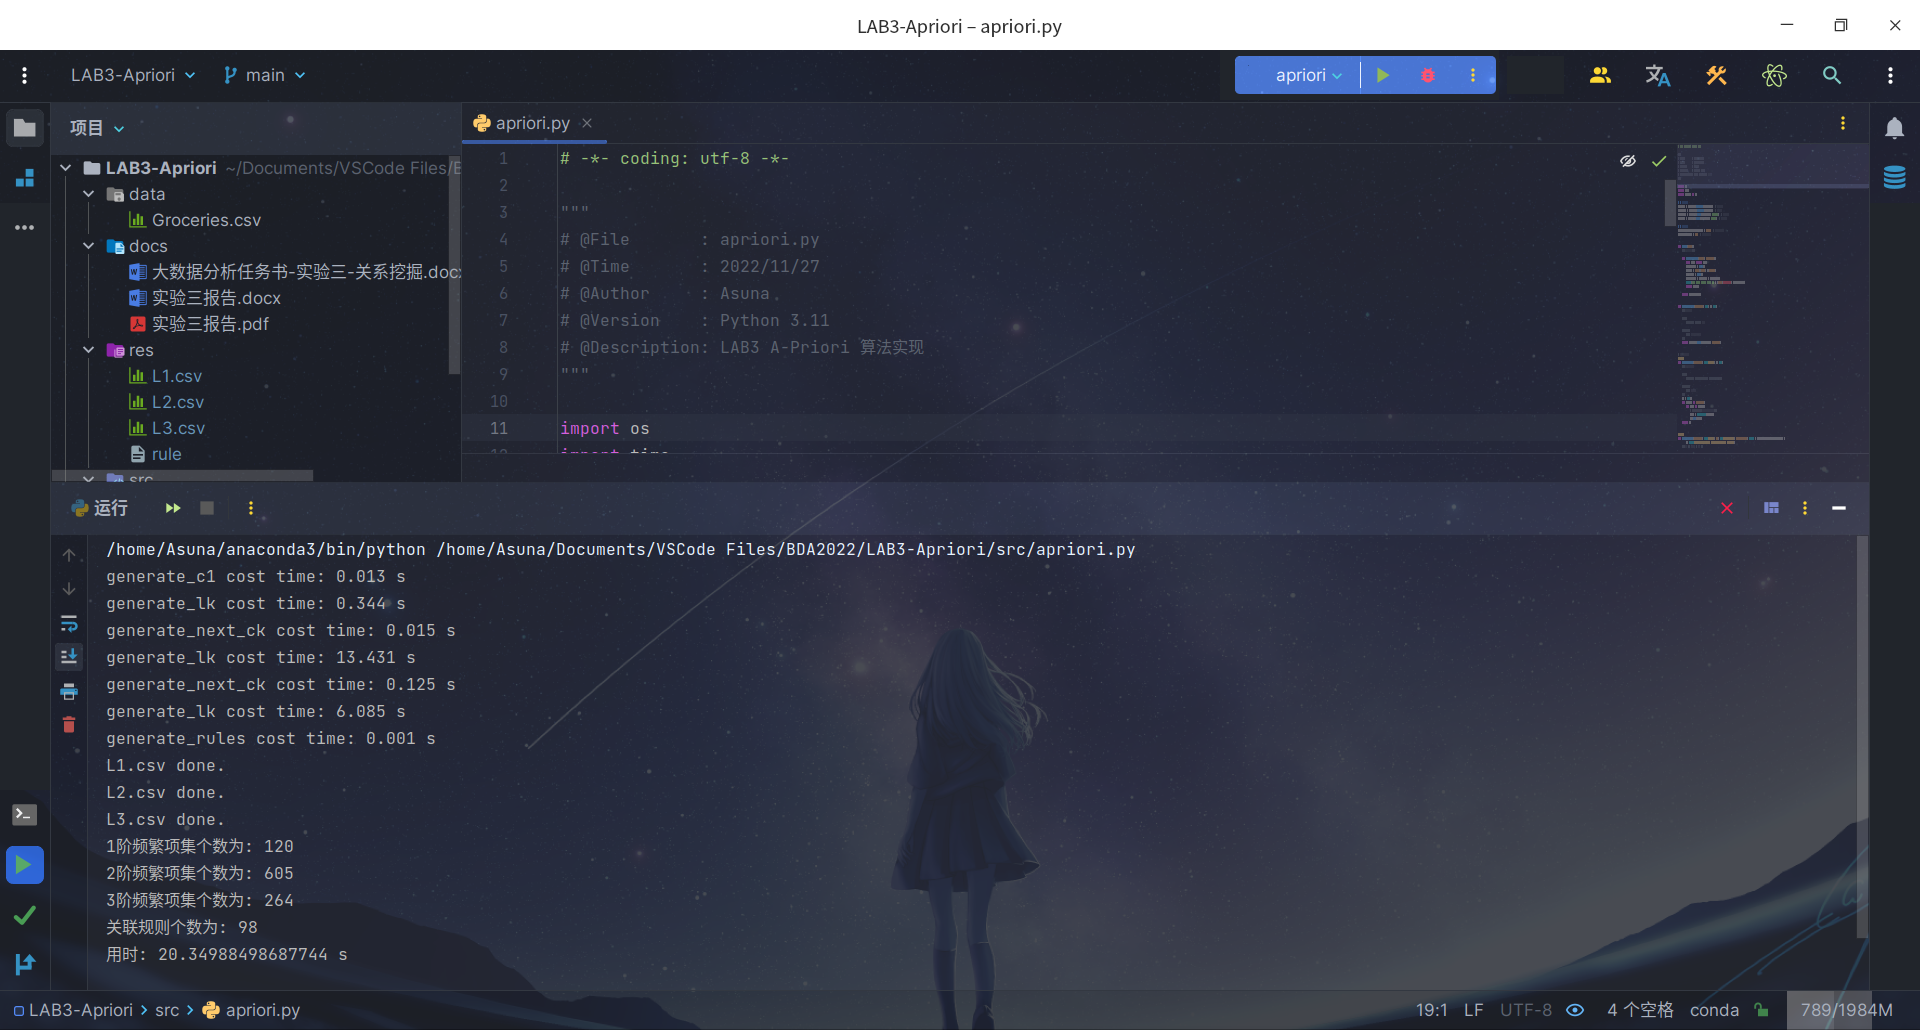 LAB3-Apriori – apriori.py
LAB3-Apriori
main
apriori
项目
apriori.py
LAB3-Apriori ~/Documents/VSCode Files/
data
Groceries.csv
docs
大数据分析任务书-实验三-关系挖掘.docx
实验三报告.docx
实验三报告.pdf
res
L1.csv
L2.csv
L3.csv
rule
src
1 # -*- coding: utf-8 -*-
2
3 """
4 # @File : apriori.py
5 # @Time : 2022/11/27
6 # @Author : Asuna
7 # @Version : Python 3.11
8 # @Description: LAB3 A-Priori 算法实现
9 """
10
11 import os
12 import time
运行
/home/Asuna/anaconda3/bin/python /home/Asuna/Documents/VSCode Files/BDA2022/LAB3-Apriori/src/apriori.py
generate_c1 cost time: 0.013 s
generate_lk cost time: 0.344 s
generate_next_ck cost time: 0.015 s
generate_lk cost time: 13.431 s
generate_next_ck cost time: 0.125 s
generate_lk cost time: 6.085 s
generate_rules cost time: 0.001 s
L1.csv done.
L2.csv done.
L3.csv done.
1阶频繁项集个数为: 120
2阶频繁项集个数为: 605
3阶频繁项集个数为: 264
关联规则个数为: 98
用时: 20.34988498687744 s
LAB3-Apriori > src > apriori.py
19:1 LF UTF-8 4 个空格 conda 789/1984M